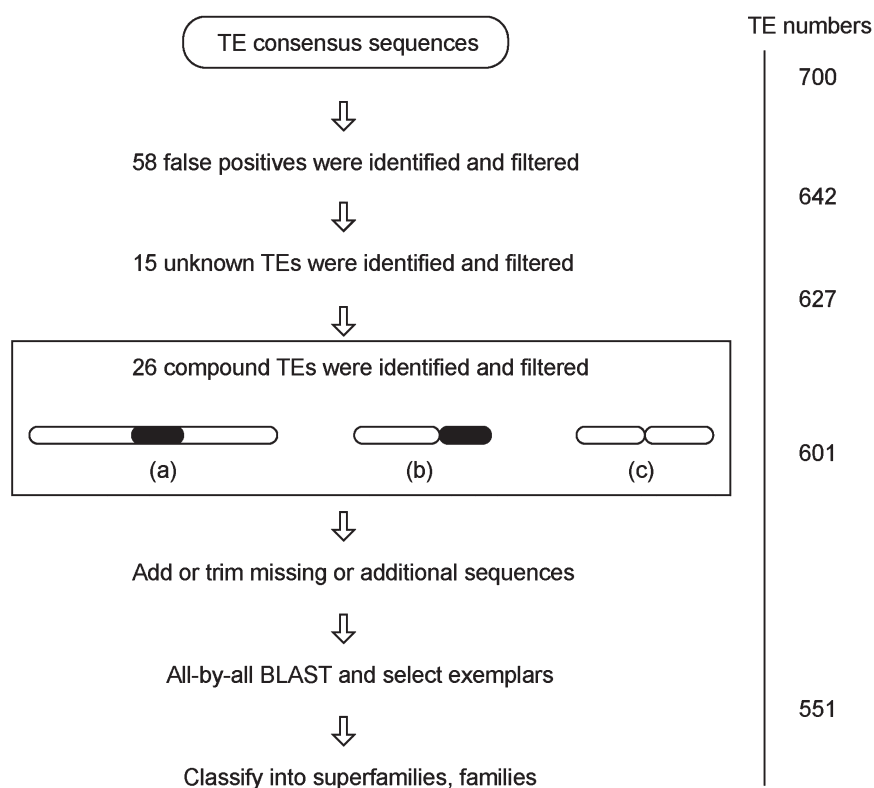 TE numbers
TE consensus sequences
700
58 false positives were identified and filtered
642
15 unknown TEs were identified and filtered
627
26 compound TEs were identified and filtered
(a) (b) (c)
601
Add or trim missing or additional sequences
All-by-all BLAST and select exemplars
551
Classify into superfamilies, families